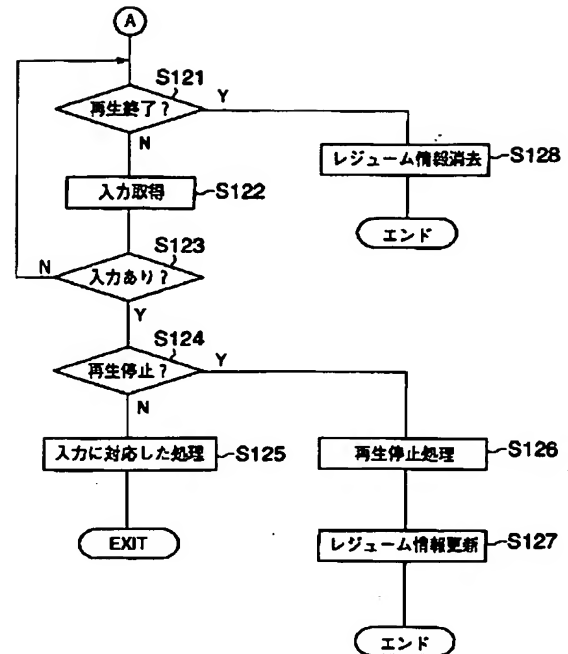 A
S121
再生終了？
Y
N
レジューム情報消去
S128
入力取得
S122
エンド
S123
N
入力あり？
Y
S124
再生停止？
Y
N
入力に対応した処理
S125
再生停止処理
S126
EXIT
レジューム情報更新
S127
エンド